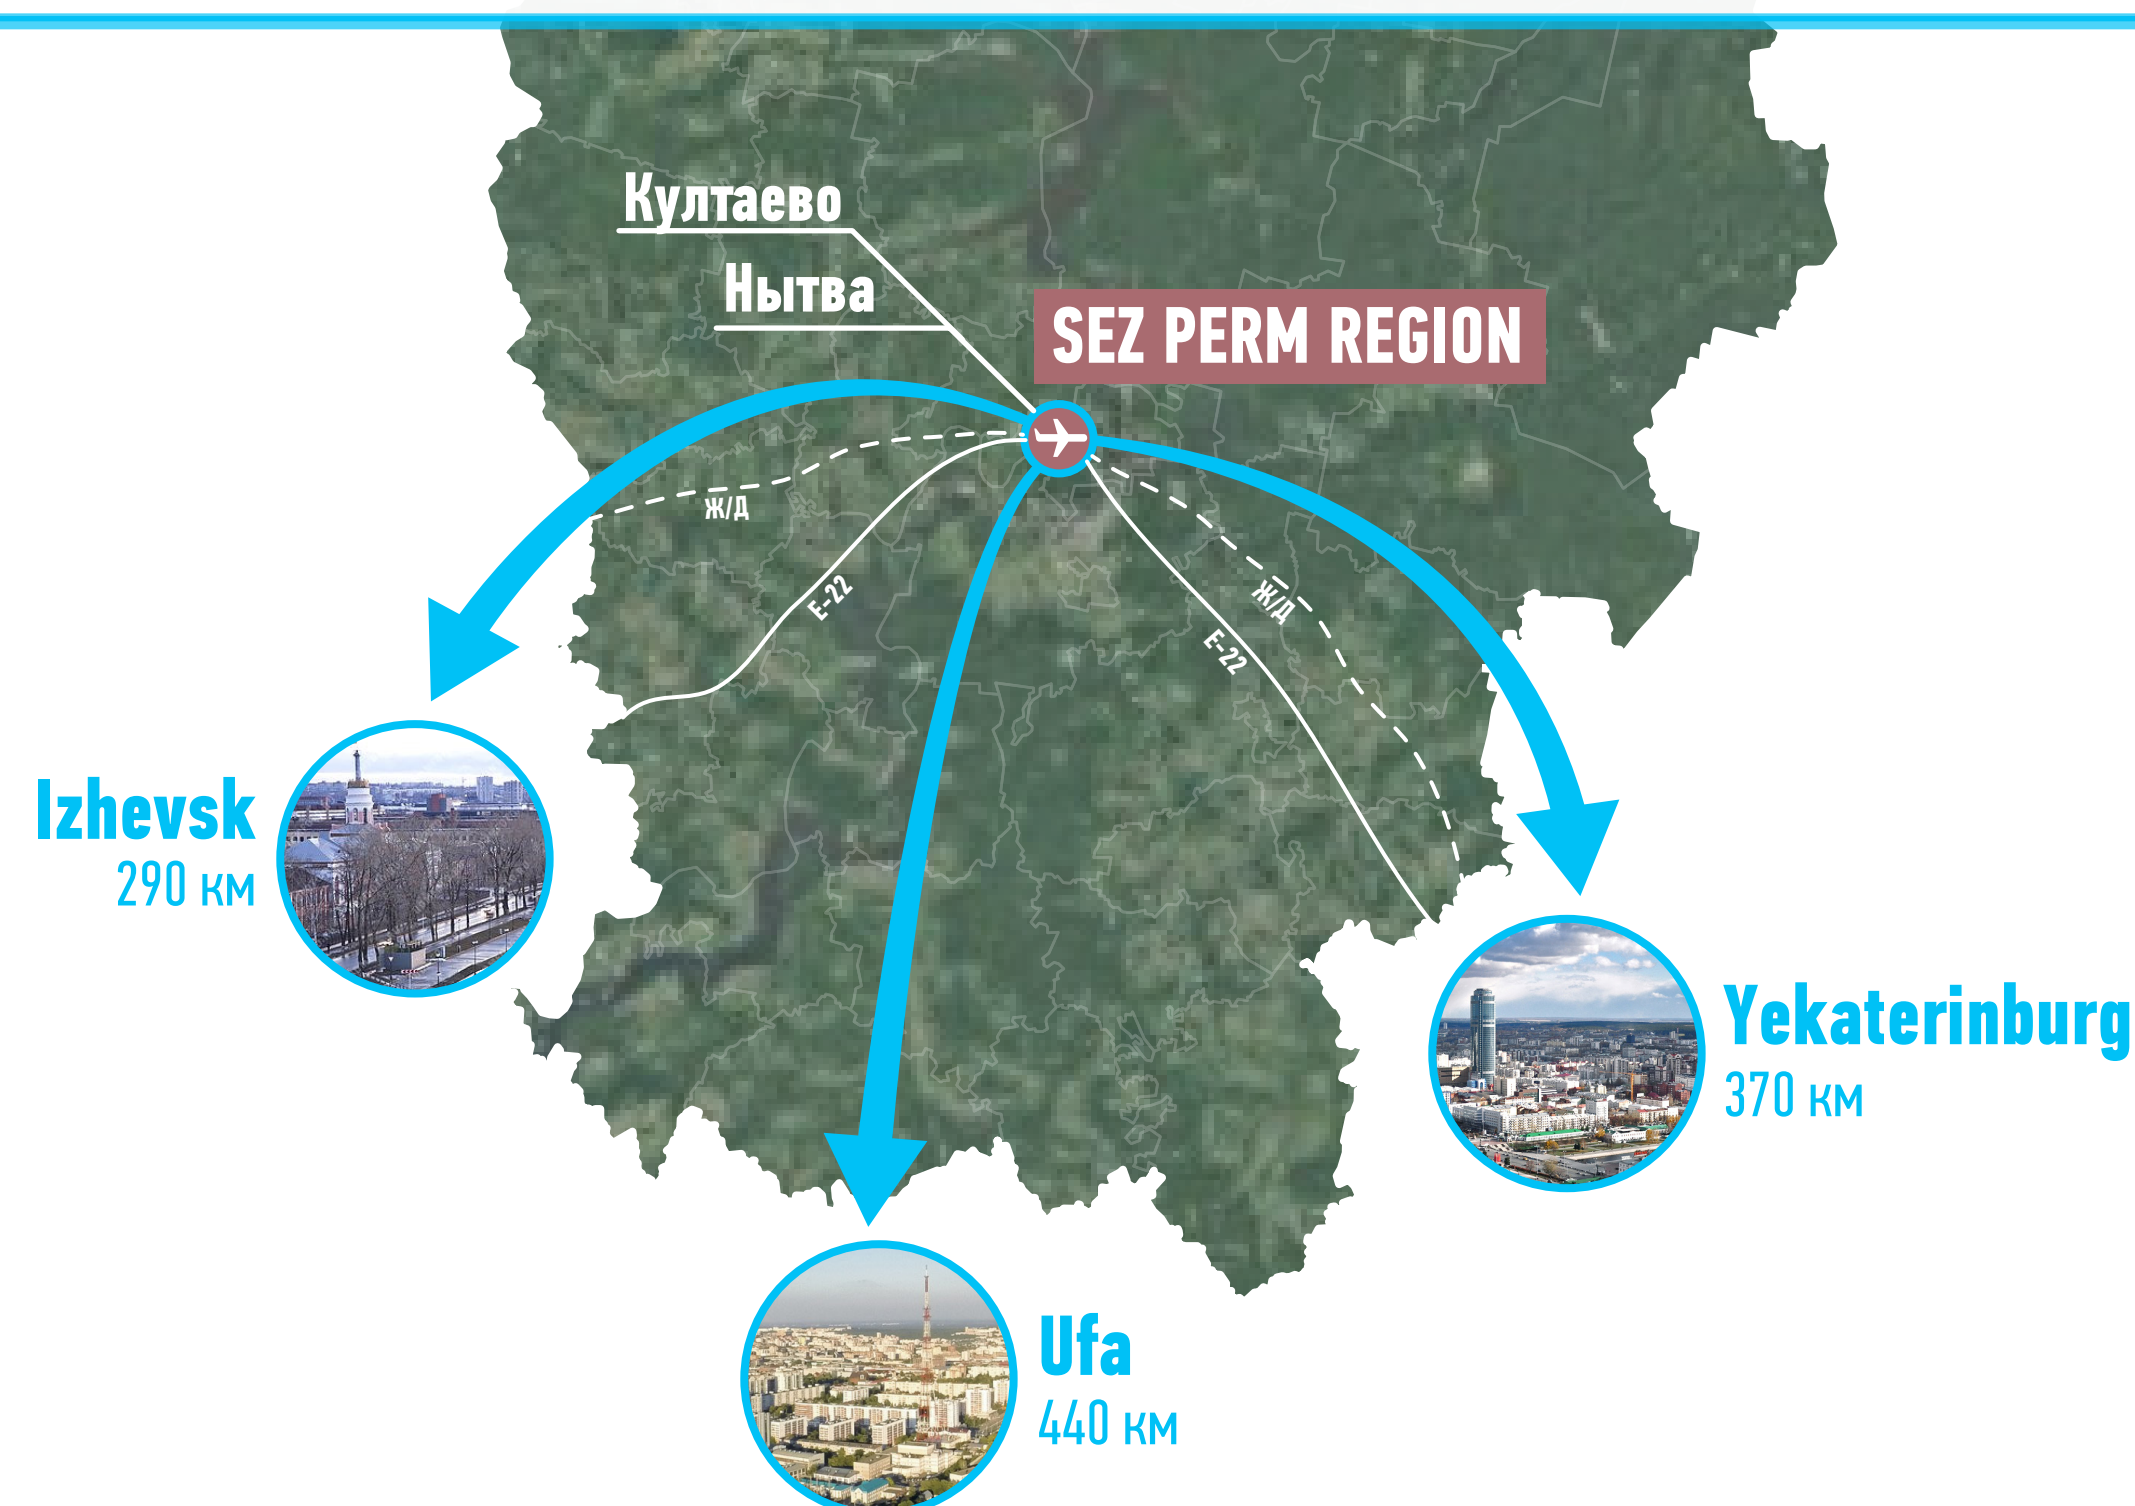 Култаево
Нытва
SEZ PERM REGION
Ж/Д
Е-22
Ж/Д
Е-22
Izhevsk
290 км
Yekaterinburg
370 км
Ufa
440 км